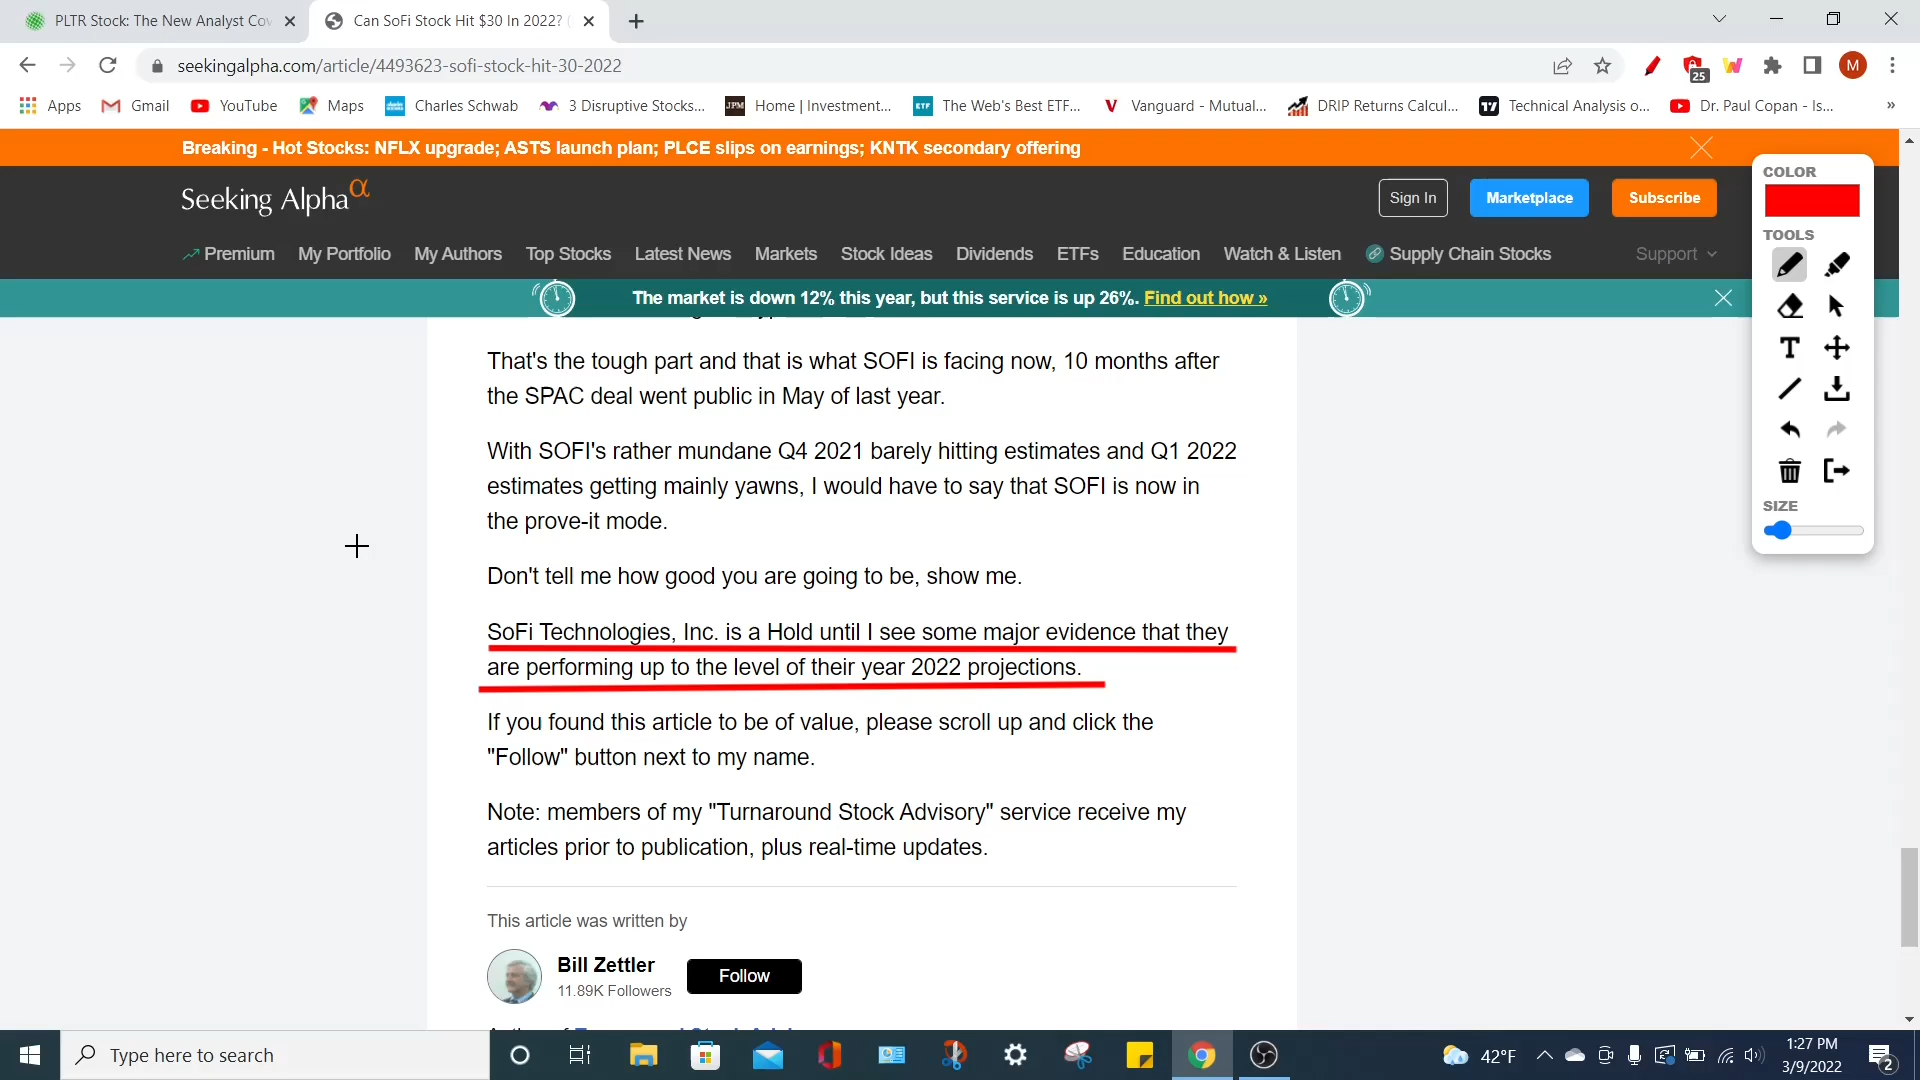 PLTR Stock: The New Analyst Cov
Can SoFi Stock Hit $30 In 2022? (
seekingalpha.com/article/4493623-sofi-stock-hit-30-2022
25
M
Apps
Gmail
YouTube
Maps
Charles Schwab
3 Disruptive Stocks...
JPM
Home | Investment...
ETF
The Web's Best ETF...
Vanguard - Mutual...
DRIP Returns Calcul...
Technical Analysis o...
Dr. Paul Copan - Is...
»
Breaking - Hot Stocks: NFLX upgrade; ASTS launch plan; PLCE slips on earnings; KNTK secondary offering
Seeking Alphaα
Sign In
Marketplace
Subscribe
Premium
My Portfolio
My Authors
Top Stocks
Latest News
Markets
Stock Ideas
Dividends
ETFs
Education
Watch & Listen
Supply Chain Stocks
Support
The market is down 12% this year, but this service is up 26%. Find out how »
COLOR
TOOLS
T
SIZE
That's the tough part and that is what SOFI is facing now, 10 months after
the SPAC deal went public in May of last year.
With SOFI's rather mundane Q4 2021 barely hitting estimates and Q1 2022
estimates getting mainly yawns, I would have to say that SOFI is now in
the prove-it mode.
Don't tell me how good you are going to be, show me.
SoFi Technologies, Inc. is a Hold until I see some major evidence that they
are performing up to the level of their year 2022 projections.
If you found this article to be of value, please scroll up and click the
"Follow" button next to my name.
Note: members of my "Turnaround Stock Advisory" service receive my
articles prior to publication, plus real-time updates.
This article was written by
Bill Zettler
11.89K Followers
Follow
Type here to search
42°F
1:27 PM
3/9/2022
2